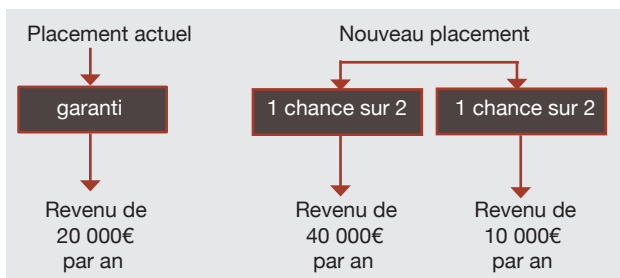 Placement actuel
garanti
Revenu de
20 000€
par an
Nouveau placement
1 chance sur 2
Revenu de
40 000€
par an
1 chance sur 2
Revenu de
10 000€
par an